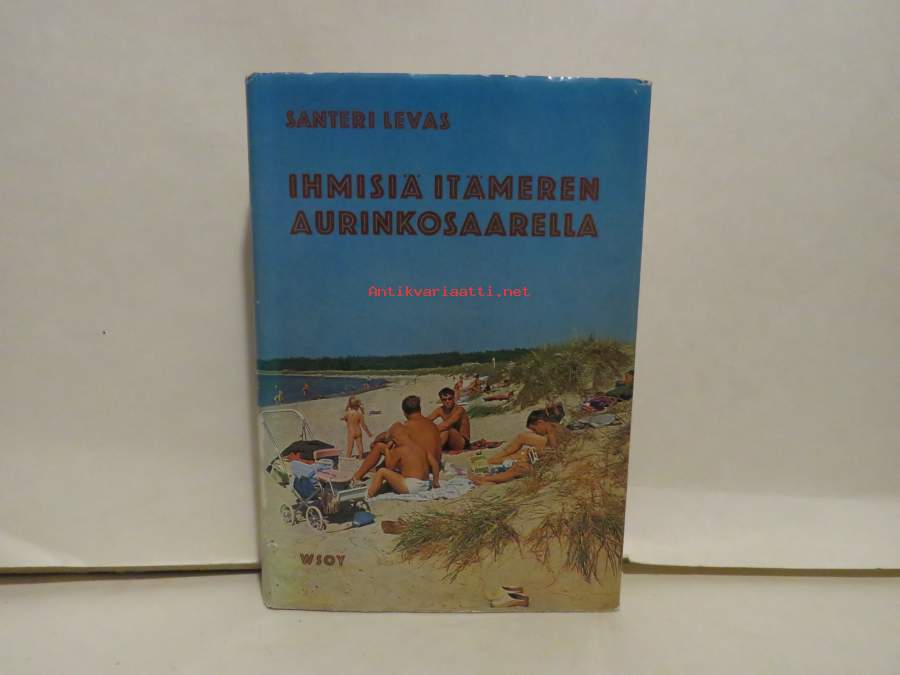 SANTERI LEVAS
IHMISIÄ ITÄMEREN
AURINKOSAARELLA
Antikvariaatti.net
WSOY